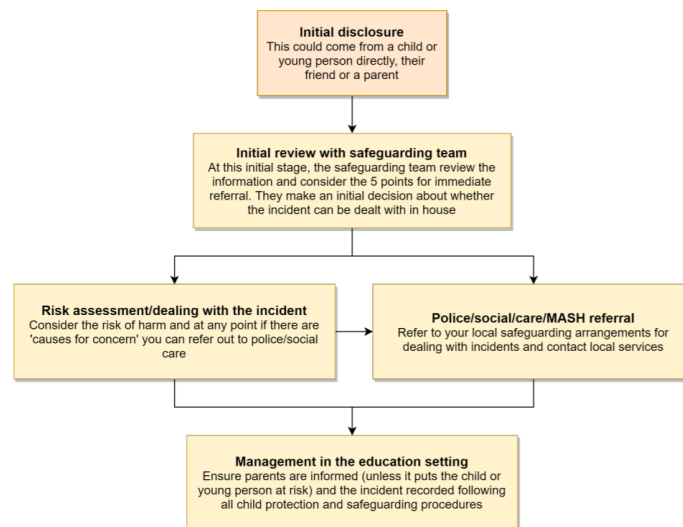 Initial disclosure
This could come from a child or
young person directly, their
friend or a parent
Initial review with safeguarding team
At this initial stage, the safeguarding team review the
information and consider the 5 points for immediate
referral. They make an initial decision about whether
the incident can be dealt with in house
Risk assessment/dealing with the incident
Consider the risk of harm and at any point if there are
'causes for concern' you can refer out to police/social
care
Police/social/care/MASH referral
Refer to your local safeguarding arrangements for
dealing with incidents and contact local services
Management in the education setting
Ensure parents are informed (unless it puts the child or
young person at risk) and the incident recorded following
all child protection and safeguarding procedures